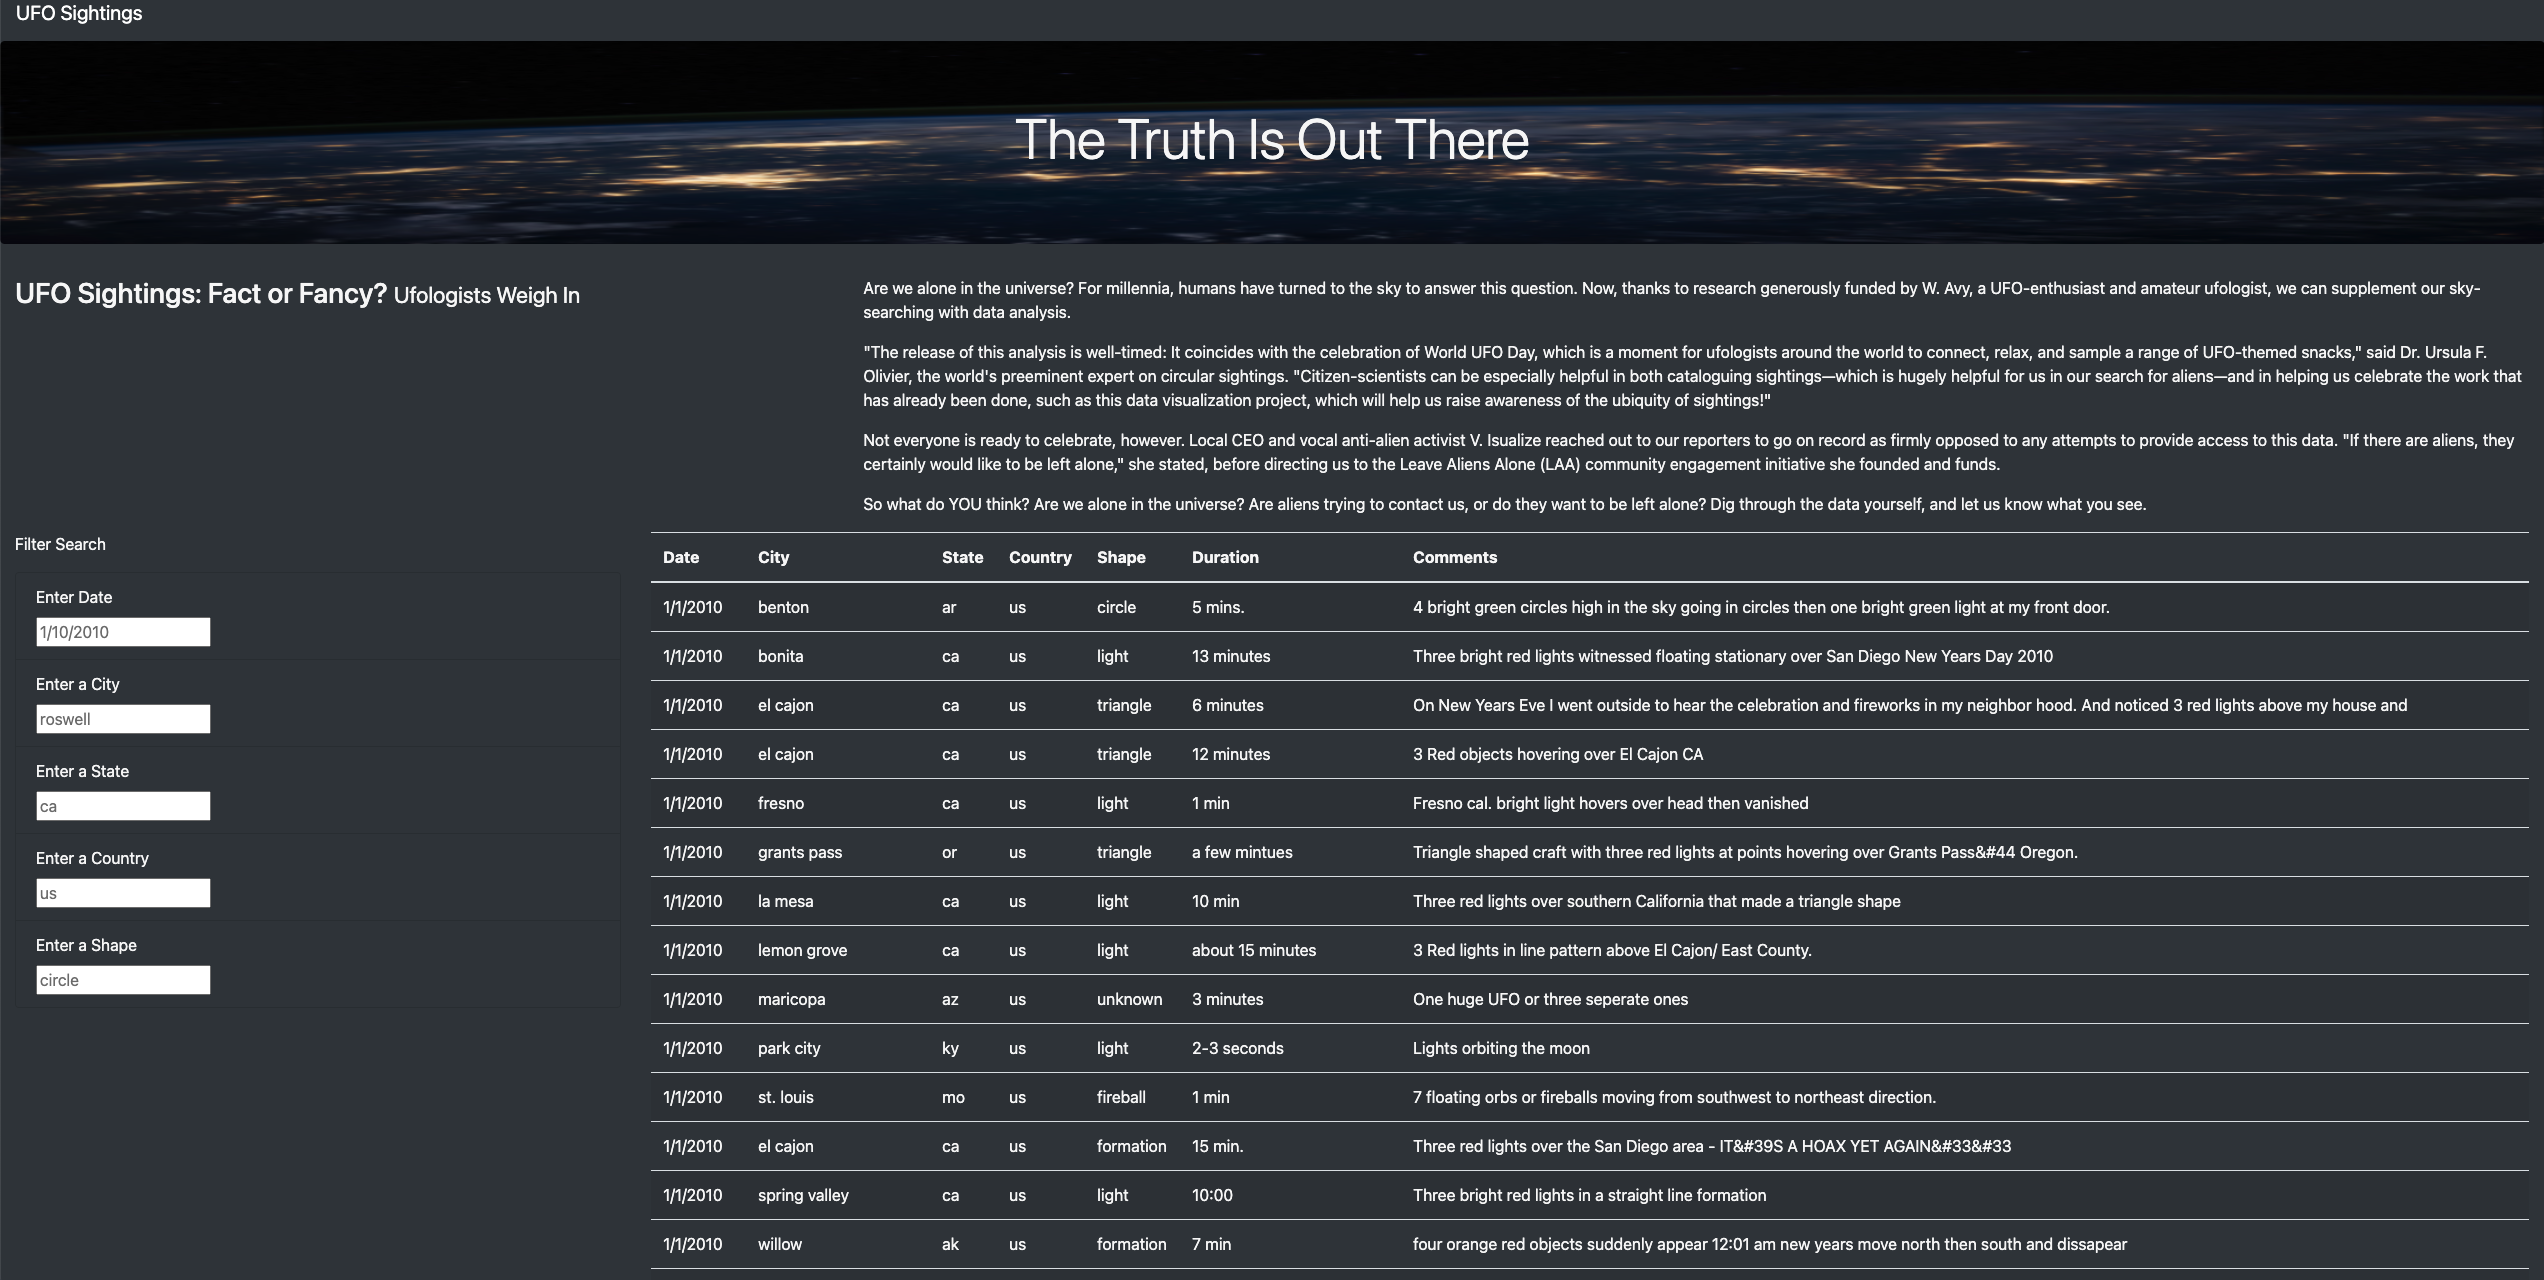 UFO Sightings
The Truth Is Out There
UFO Sightings: Fact or Fancy? Ufologists Weigh In
Are we alone in the universe? For millennia, humans have turned to the sky to answer this question. Now, thanks to research generously funded by W. Avy, a UFO-enthusiast and amateur ufologist, we can supplement our sky-
searching with data analysis.
"The release of this analysis is well-timed: It coincides with the celebration of World UFO Day, which is a moment for ufologists around the world to connect, relax, and sample a range of UFO-themed snacks," said Dr. Ursula F.
Olivier, the world's preeminent expert on circular sightings. "Citizen-scientists can be especially helpful in both cataloguing sightings—which is hugely helpful for us in our search for aliens—and in helping us celebrate the work that
has already been done, such as this data visualization project, which will help us raise awareness of the ubiquity of sightings!"
Not everyone is ready to celebrate, however. Local CEO and vocal anti-alien activist V. Isualize reached out to our reporters to go on record as firmly opposed to any attempts to provide access to this data. "If there are aliens, they
certainly would like to be left alone," she stated, before directing us to the Leave Aliens Alone (LAA) community engagement initiative she founded and funds.
So what do YOU think? Are we alone in the universe? Are aliens trying to contact us, or do they want to be left alone? Dig through the data yourself, and let us know what you see.
Filter Search
Enter Date
1/10/2010
Enter a City
roswell
Enter a State
ca
Enter a Country
us
Enter a Shape
circle
Date City State Country Shape Duration Comments
1/1/2010 benton ar us circle 5 mins. 4 bright green circles high in the sky going in circles then one bright green light at my front door.
1/1/2010 bonita ca us light 13 minutes Three bright red lights witnessed floating stationary over San Diego New Years Day 2010
1/1/2010 el cajon ca us triangle 6 minutes On New Years Eve I went outside to hear the celebration and fireworks in my neighbor hood. And noticed 3 red lights above my house and
1/1/2010 el cajon ca us triangle 12 minutes 3 Red objects hovering over El Cajon CA
1/1/2010 fresno ca us light 1 min Fresno cal. bright light hovers over head then vanished
1/1/2010 grants pass or us triangle a few mintues Triangle shaped craft with three red lights at points hovering over Grants Pass&#44 Oregon.
1/1/2010 la mesa ca us light 10 min Three red lights over southern California that made a triangle shape
1/1/2010 lemon grove ca us light about 15 minutes 3 Red lights in line pattern above El Cajon/ East County.
1/1/2010 maricopa az us unknown 3 minutes One huge UFO or three seperate ones
1/1/2010 park city ky us light 2-3 seconds Lights orbiting the moon
1/1/2010 st. louis mo us fireball 1 min 7 floating orbs or fireballs moving from southwest to northeast direction.
1/1/2010 el cajon ca us formation 15 min. Three red lights over the San Diego area - IT&#39S A HOAX YET AGAIN&#33&#33
1/1/2010 spring valley ca us light 10:00 Three bright red lights in a straight line formation
1/1/2010 willow ak us formation 7 min four orange red objects suddenly appear 12:01 am new years move north then south and dissapear